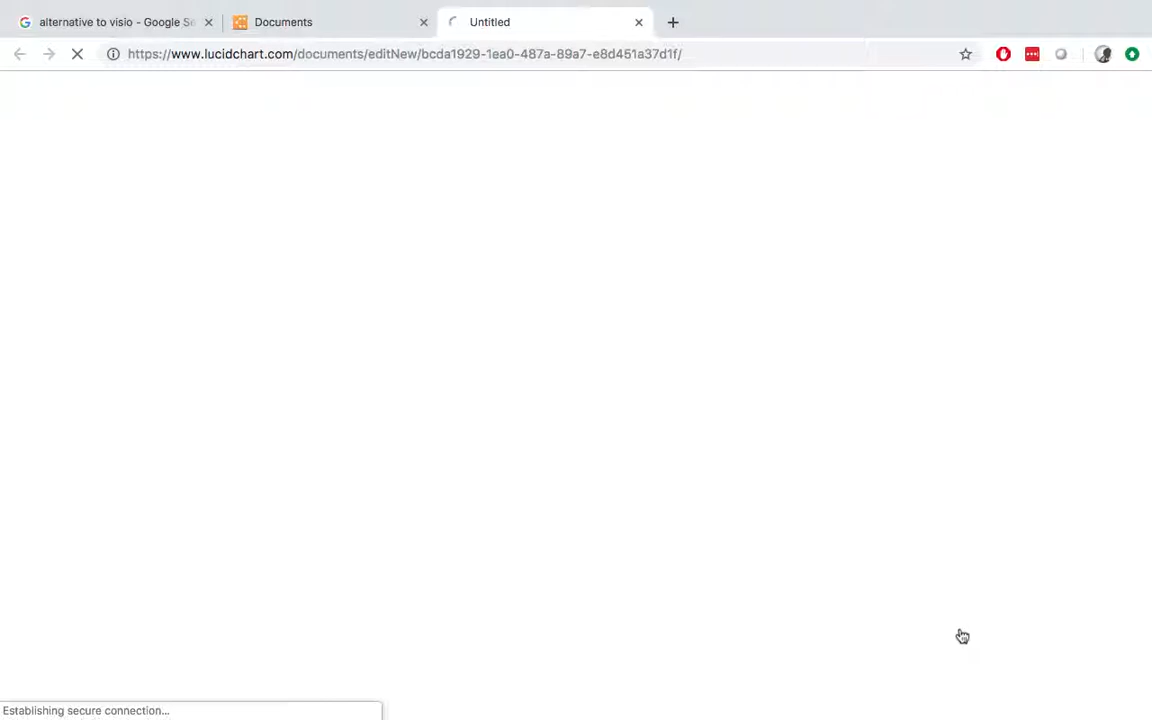 alternative to visio - Google Se
Documents
Untitled
https://www.lucidchart.com/documents/editNew/bcda1929-1ea0-487a-89a7-e8d451a37d1f/
Establishing secure connection...